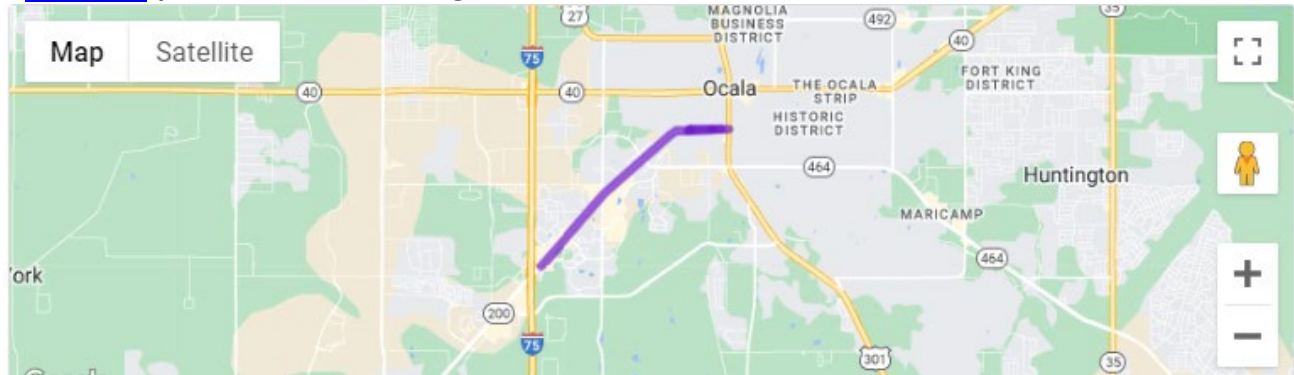 Map
Satellite
27
MAGNOLIA
BUSINESS
DISTRICT
492
35
75
40
40
40
Ocala
THE OCALA
STRIP
FORT KING
DISTRICT
HISTORIC
DISTRICT
464
Huntington
MARICAMP
464
ork
200
75
301
35
+
−